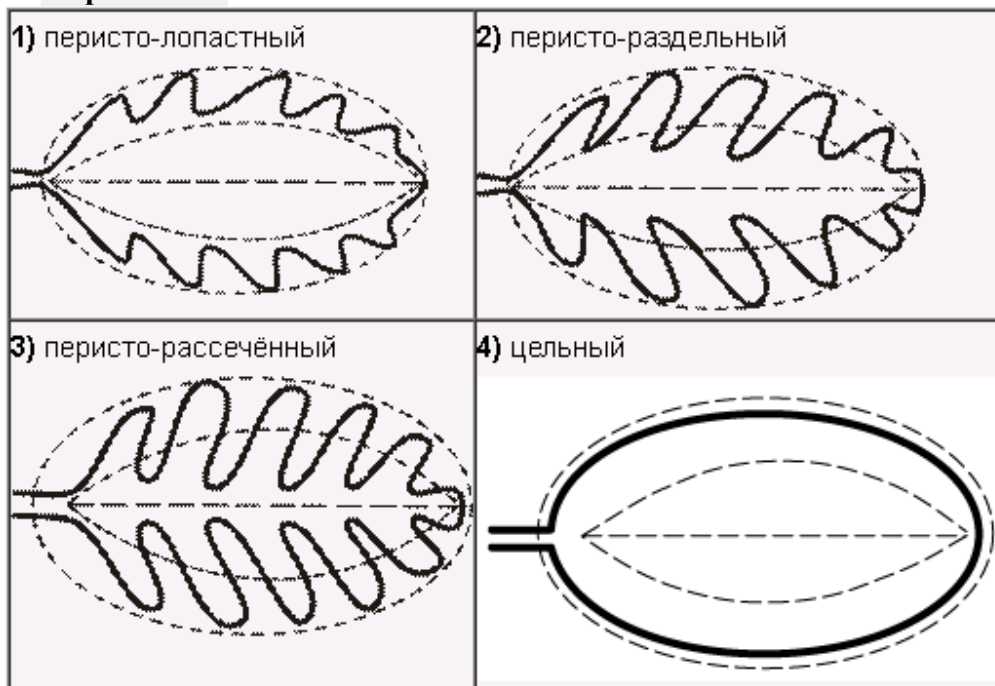 1) перисто-лопастный
2) перисто-раздельный
3) перисто-рассечённый
4) цельный